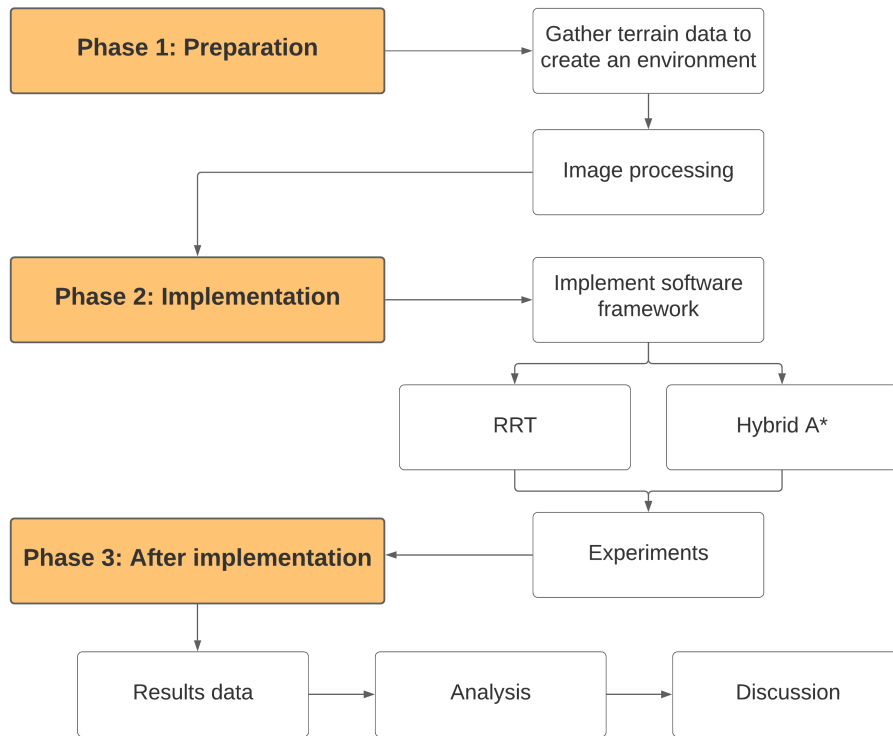 Phase 1: Preparation
Gather terrain data to
create an environment
Image processing
Phase 2: Implementation
Implement software
framework
RRT
Hybrid A*
Experiments
Phase 3: After implementation
Results data
Analysis
Discussion